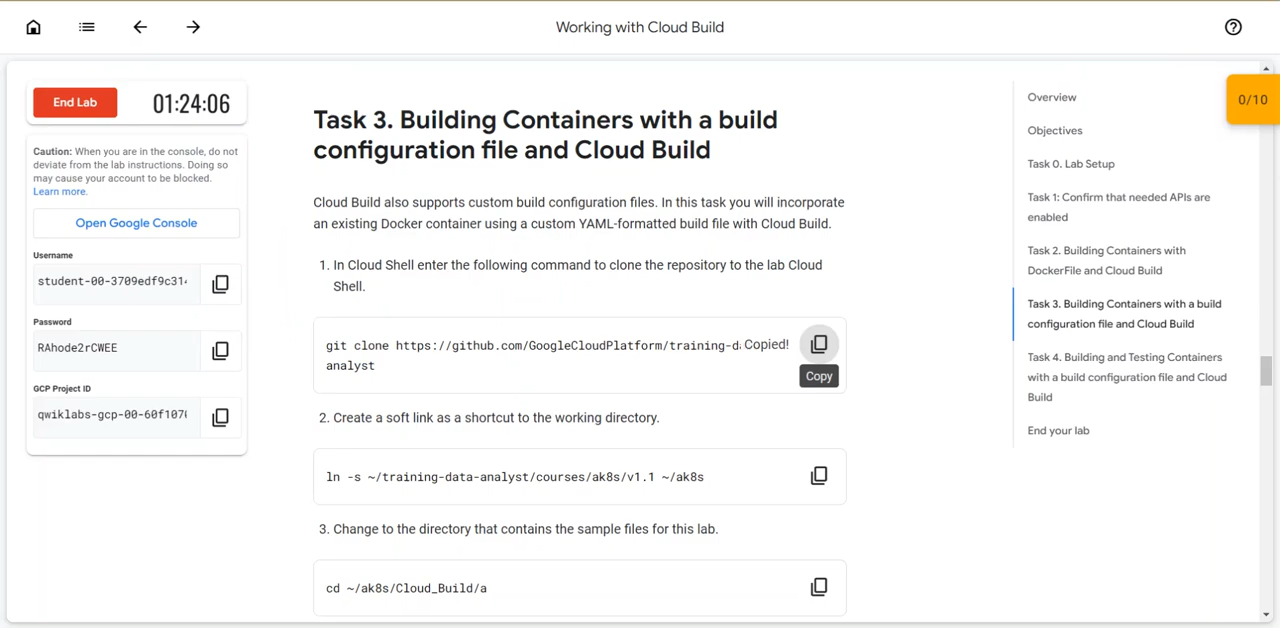 Working with Cloud Build
End Lab
01:24:06
Caution: When you are in the console, do not
deviate from the lab instructions. Doing so
may cause your account to be blocked.
Learn more.
Open Google Console
Username
student-00-3709edf9c31
Password
RAhode2rCWEE
GCP Project ID
qwiklabs-gcp-00-60f107
Task 3. Building Containers with a build
configuration file and Cloud Build
Cloud Build also supports custom build configuration files. In this task you will incorporate
an existing Docker container using a custom YAML-formatted build file with Cloud Build.
1. In Cloud Shell enter the following command to clone the repository to the lab Cloud
Shell.
git clone https://github.com/GoogleCloudPlatform/training-d
Copied!
analyst
Copy
2. Create a soft link as a shortcut to the working directory.
ln -s ~/training-data-analyst/courses/ak8s/v1.1 ~/ak8s
3. Change to the directory that contains the sample files for this lab.
cd ~/ak8s/Cloud_Build/a
Overview
Objectives
Task 0. Lab Setup
Task 1: Confirm that needed APIs are
enabled
Task 2. Building Containers with
DockerFile and Cloud Build
Task 3. Building Containers with a build
configuration file and Cloud Build
Task 4. Building and Testing Containers
with a build configuration file and Cloud
Build
End your lab
0/10